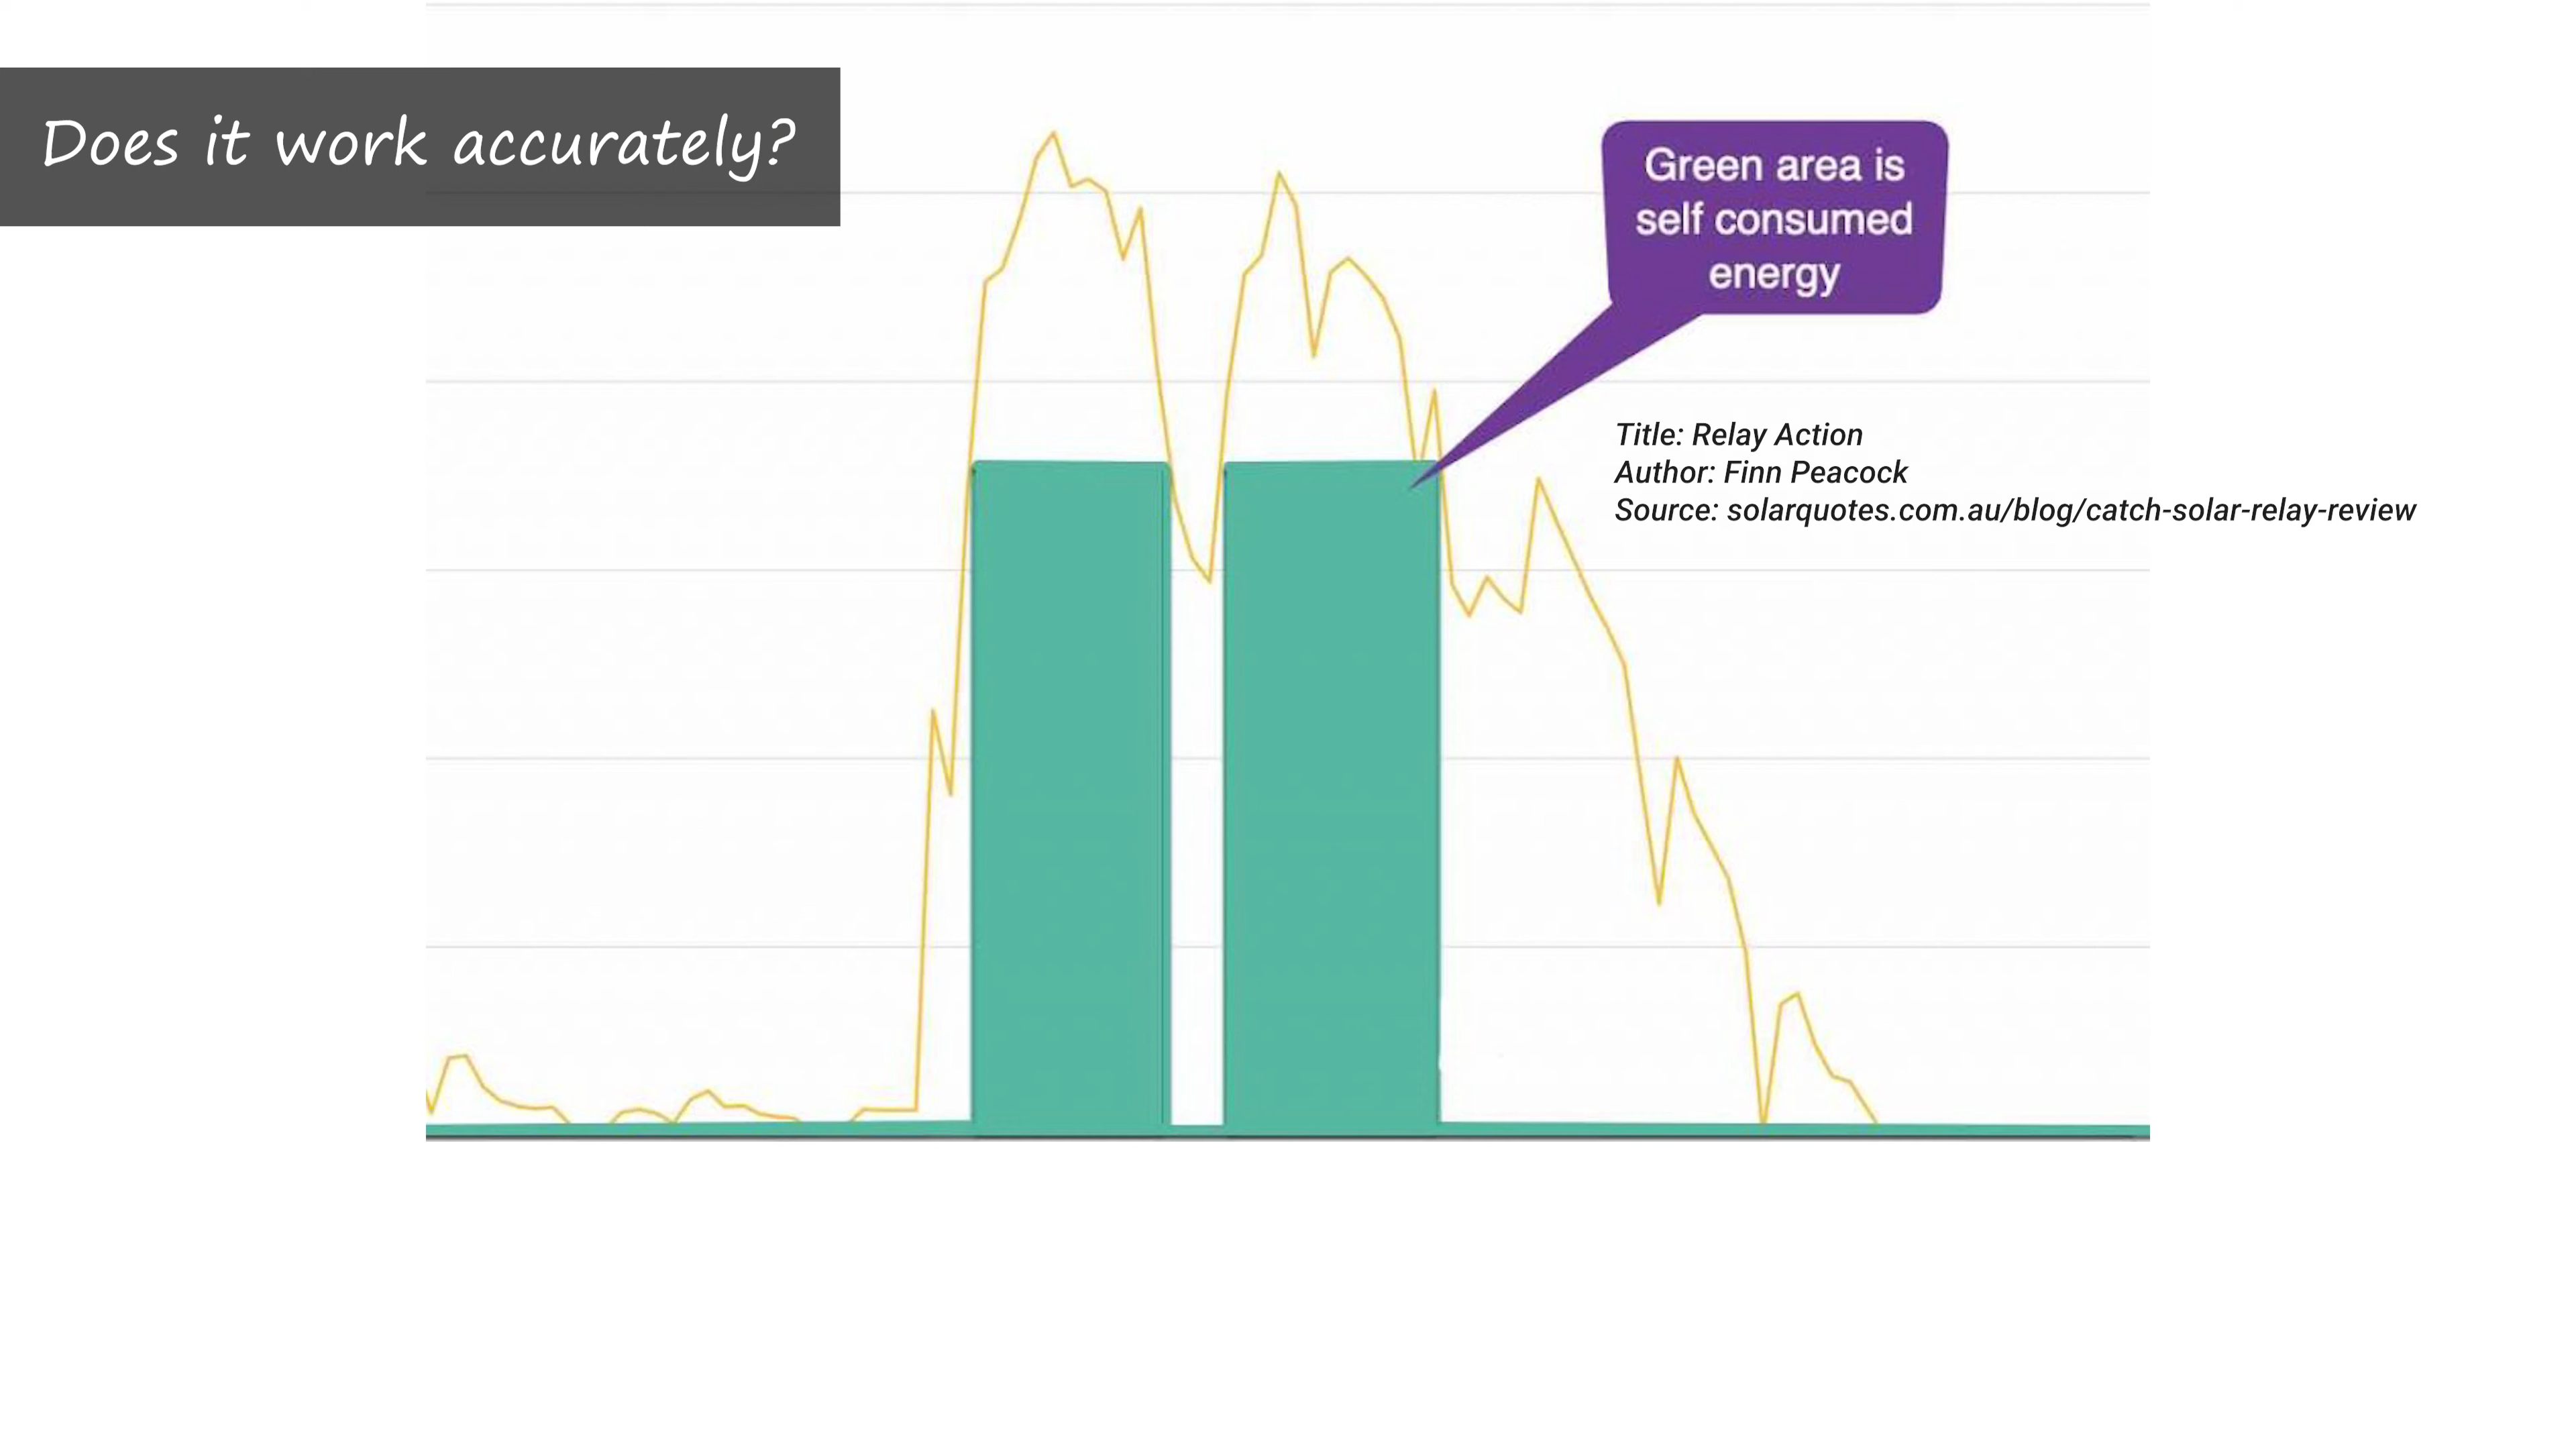 Does it work accurately?
Green area is
self consumed
energy
Title: Relay Action
Author: Finn Peacock
Source: solarquotes.com.au/blog/catch-solar-relay-review